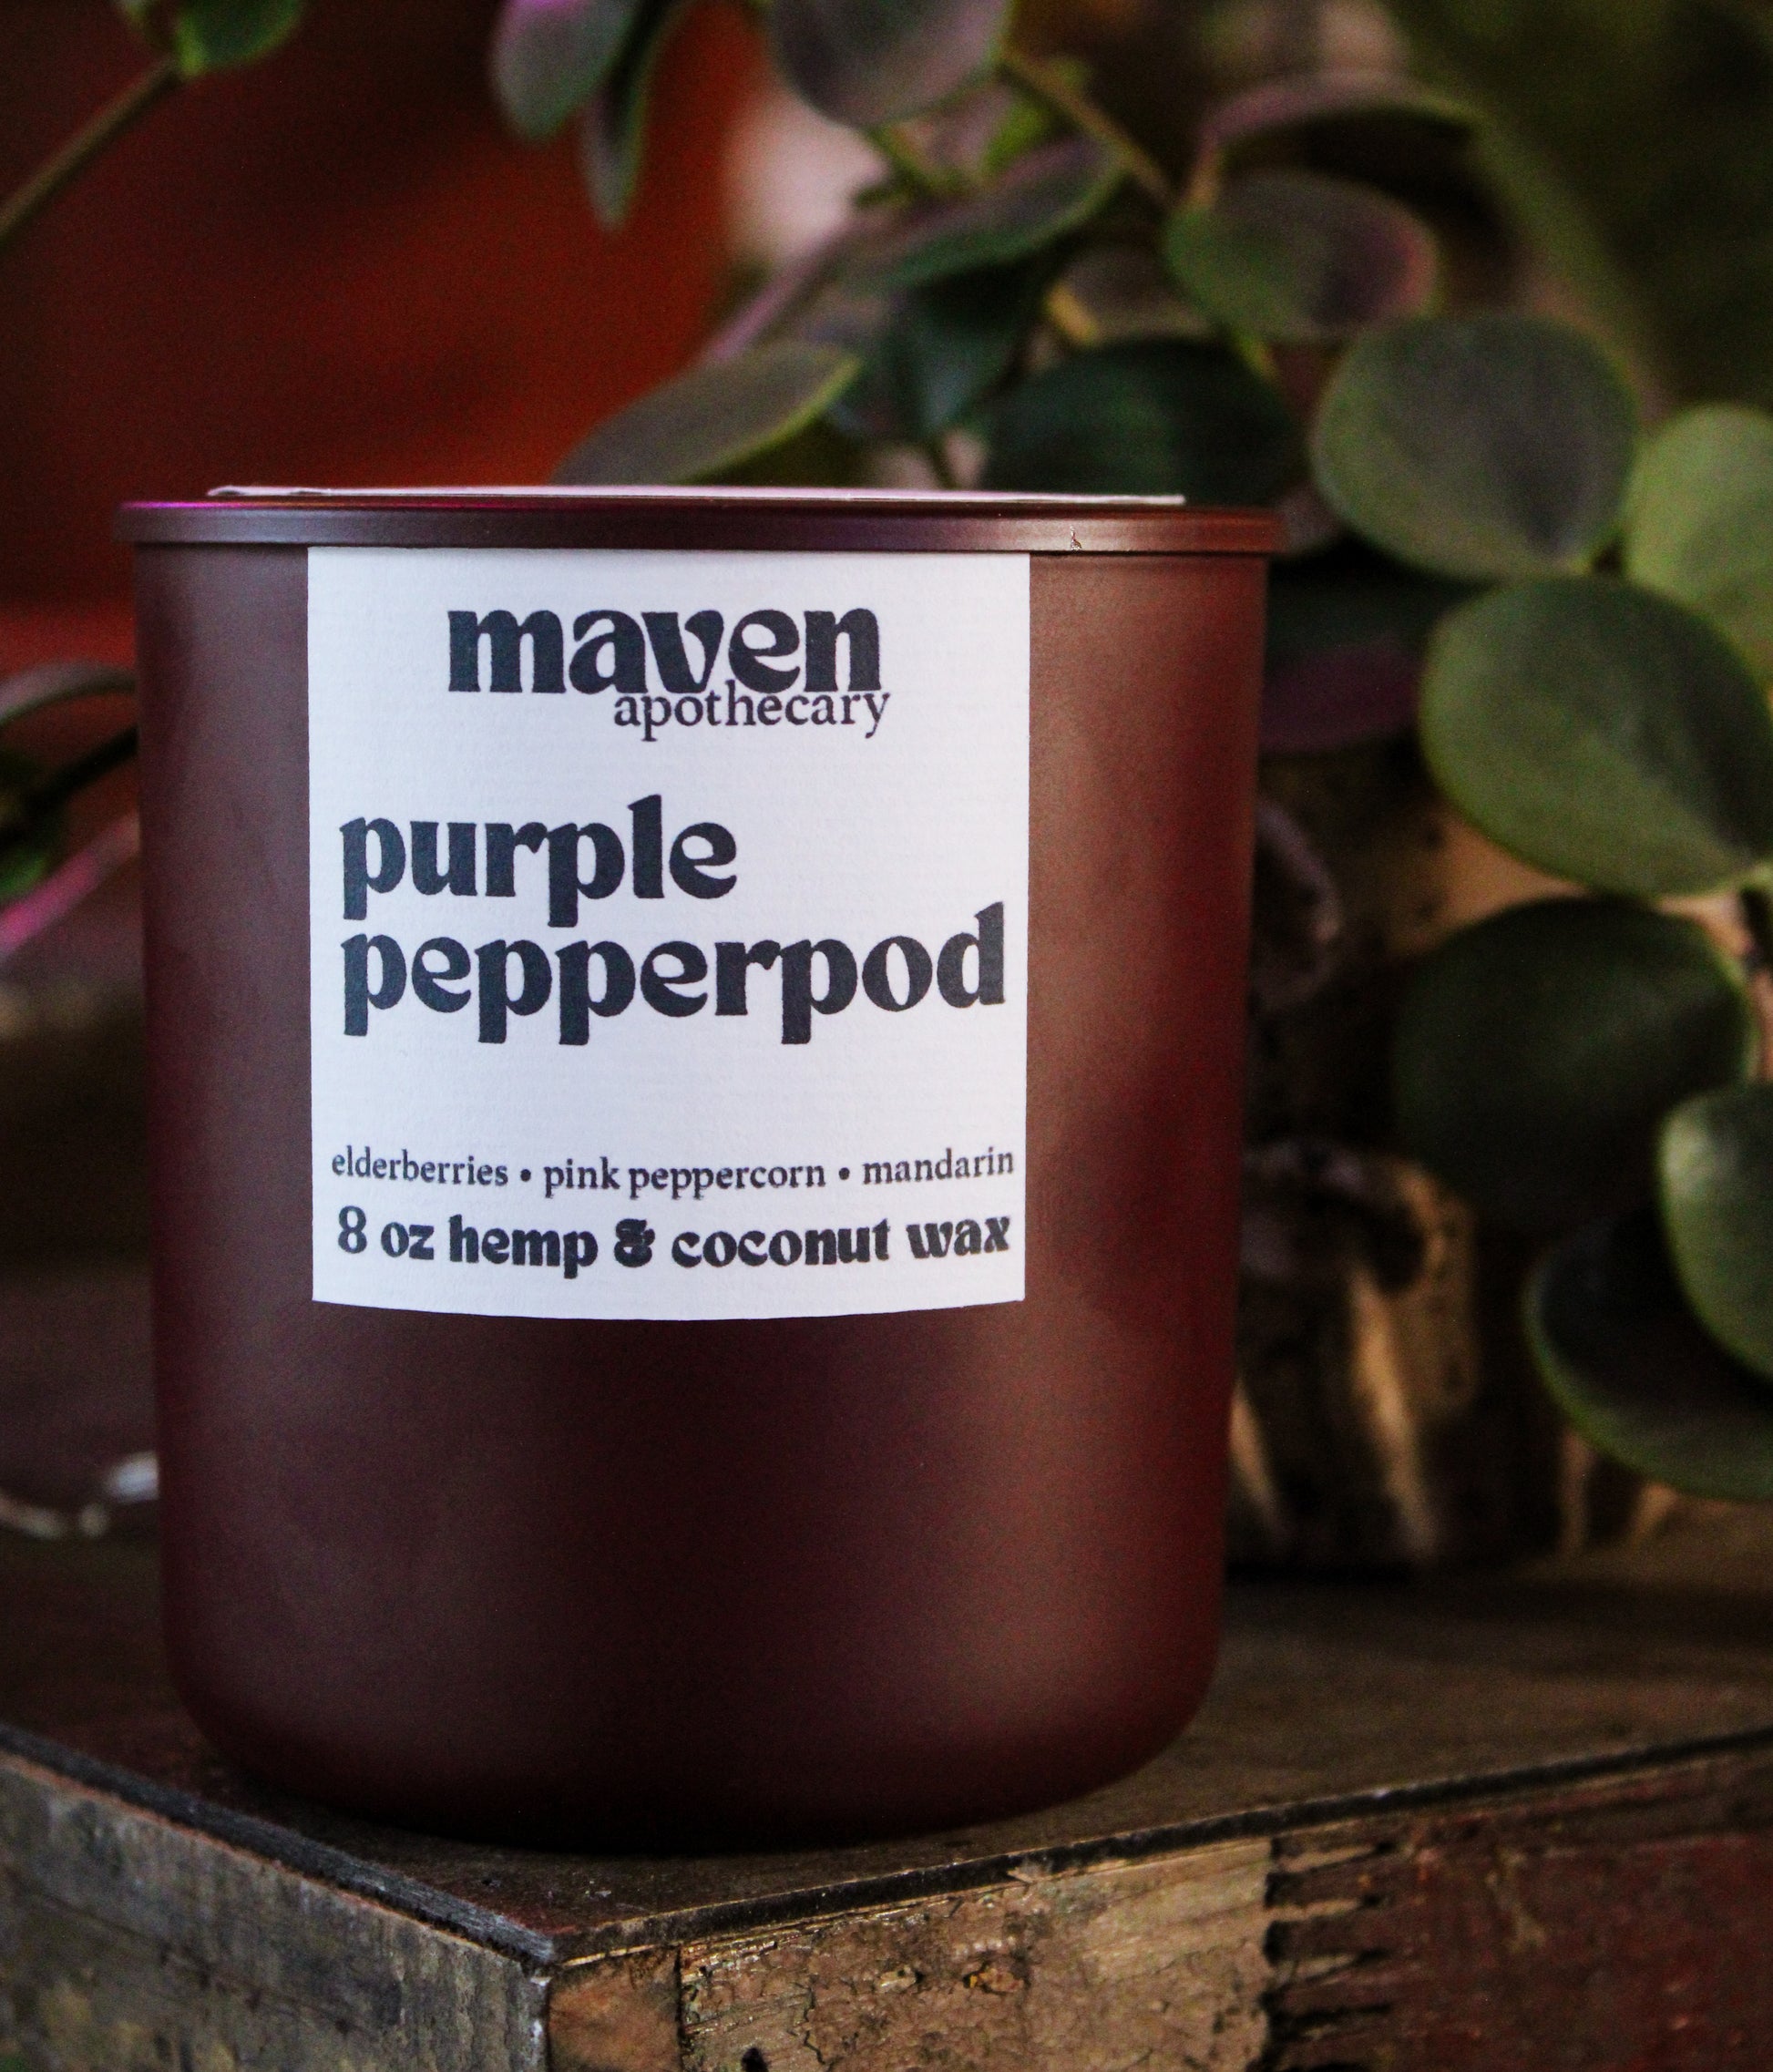 maven
apothecary
purple
pepperpod
elderberries • pink peppercorn • mandarin
8 oz hemp & coconut wax